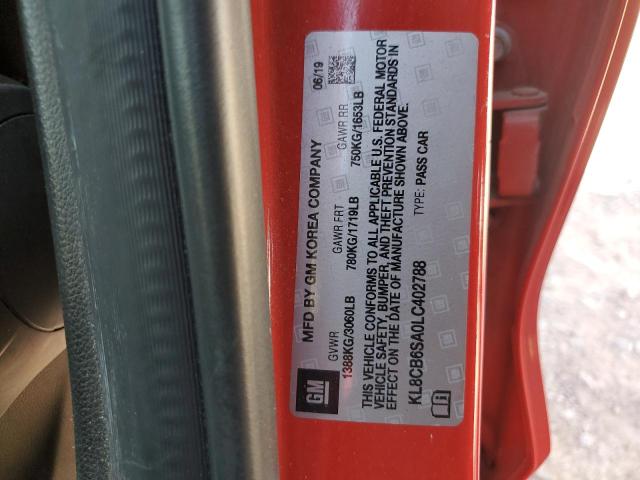 MFD BY GM KOREA COMPANY 06/19
GVWR GAWR FRT GAWR RR
1388KG/3060LB 780KG/1719LB 750KG/1653LB
THIS VEHICLE CONFORMS TO ALL APPLICABLE U.S. FEDERAL MOTOR
VEHICLE SAFETY, BUMPER, AND THEFT PREVENTION STANDARDS IN
EFFECT ON THE DATE OF MANUFACTURE SHOWN ABOVE.
KL8CB6SA0LC402788 TYPE: PASS CAR
GM